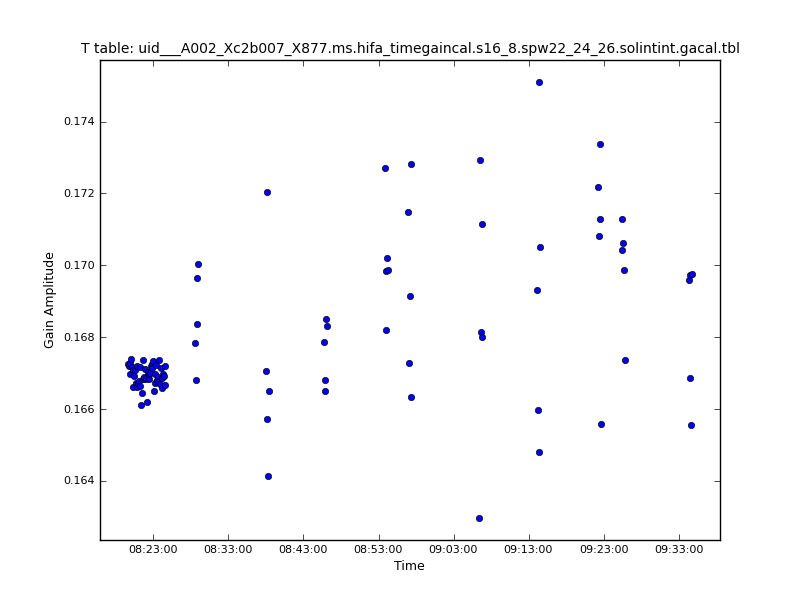 T table: uid___A002_Xc2b007_X877.ms.hifa_timegaincal.s16_8.spw22_24_26.solintint.gacal.tbl
0.174
0.172
0.170
0.168
0.166
0.164
Gain Amplitude
08:23:00 08:33:00 08:43:00 08:53:00 09:03:00 09:13:00 09:23:00 09:33:00
Time